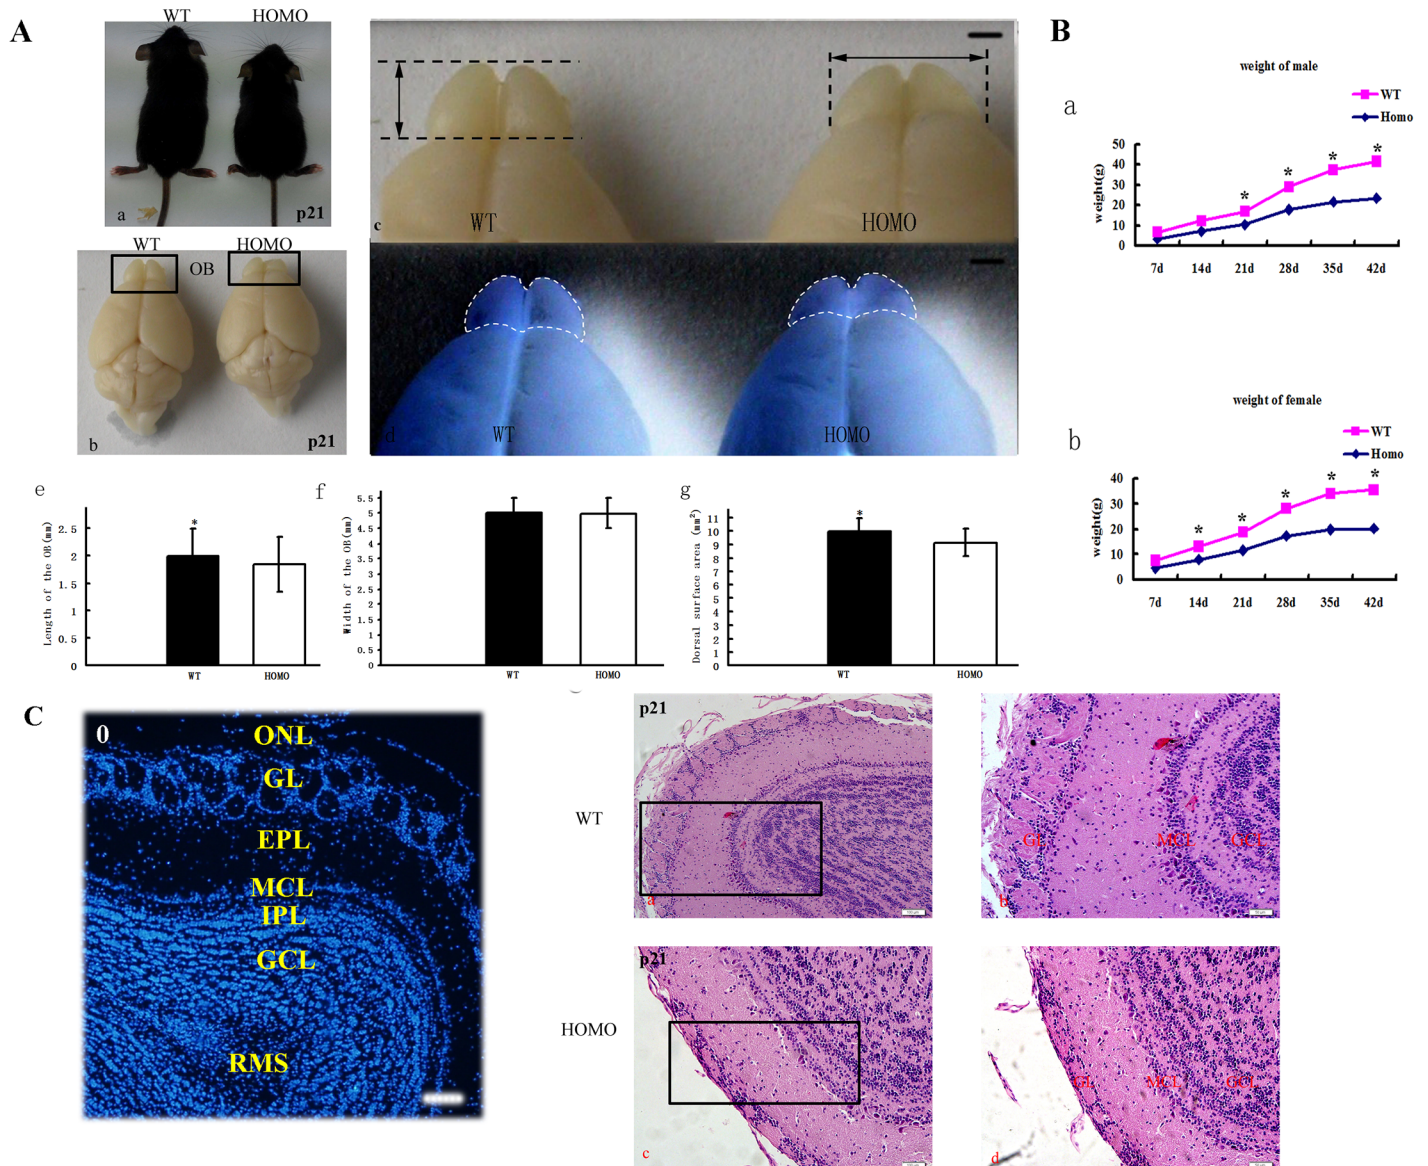 A
WT
HOMO
a
p21
WT
HOMO
OB
b
p21
c
WT
HOMO
d
WT
HOMO
B
weight of male
a
WT
Homo
weight(g)
50
40
30
20
10
0
* * * *
7d 14d 21d 28d 35d 42d
weight of female
b
WT
Homo
weight(g)
40
30
20
10
0
* * * * *
7d 14d 21d 28d 35d 42d
e
Length of the OB(mm)
2.5
2
1.5
1
0.5
0
*
WT
HOMO
f
Width of the OB(mm)
5.5
5
4.5
4
3.5
3
2.5
2
1.5
1
0.5
0
WT
HOMO
g
Dorsal surface area (mm²)
11
10
9
8
7
6
5
4
3
2
1
0
*
WT
HOMO
C
0
ONL
GL
EPL
MCL
IPL
GCL
RMS
WT
p21
a
GL
MCL
GCL
b
HOMO
p21
c
GL
MCL
GCL
d